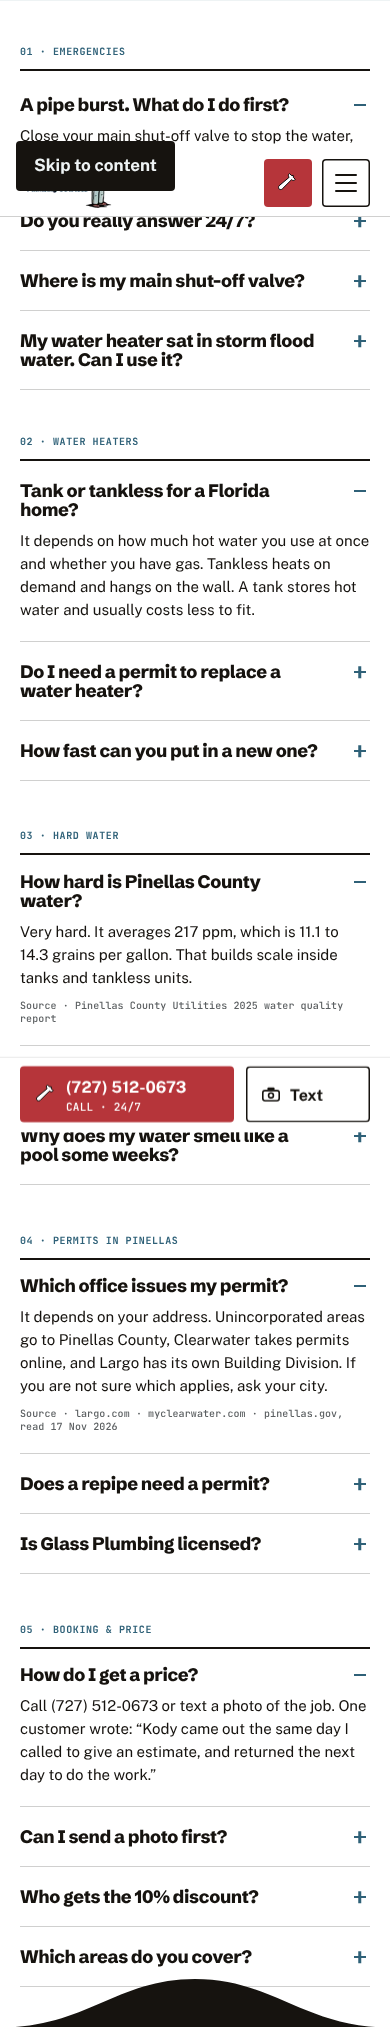 01 · EMERGENCIES
A pipe burst. What do I do first?
Close your main shut-off valve to stop the water,
Skip to content
Do you really answer 24/7?
Where is my main shut-off valve?
My water heater sat in storm flood
water. Can I use it?
02 · WATER HEATERS
Tank or tankless for a Florida
home?
It depends on how much hot water you use at once
and whether you have gas. Tankless heats on
demand and hangs on the wall. A tank stores hot
water and usually costs less to fit.
Do I need a permit to replace a
water heater?
How fast can you put in a new one?
03 · HARD WATER
How hard is Pinellas County
water?
Very hard. It averages 217 ppm, which is 11.1 to
14.3 grains per gallon. That builds scale inside
tanks and tankless units.
Source · Pinellas County Utilities 2025 water quality
report
(727) 512-0673
CALL · 24/7
Text
Why does my water smell like a
pool some weeks?
04 · PERMITS IN PINELLAS
Which office issues my permit?
It depends on your address. Unincorporated areas
go to Pinellas County, Clearwater takes permits
online, and Largo has its own Building Division. If
you are not sure which applies, ask your city.
Source · largo.com · myclearwater.com · pinellas.gov,
read 17 Nov 2026
Does a repipe need a permit?
Is Glass Plumbing licensed?
05 · BOOKING & PRICE
How do I get a price?
Call (727) 512-0673 or text a photo of the job. One
customer wrote: “Kody came out the same day I
called to give an estimate, and returned the next
day to do the work.”
Can I send a photo first?
Who gets the 10% discount?
Which areas do you cover?